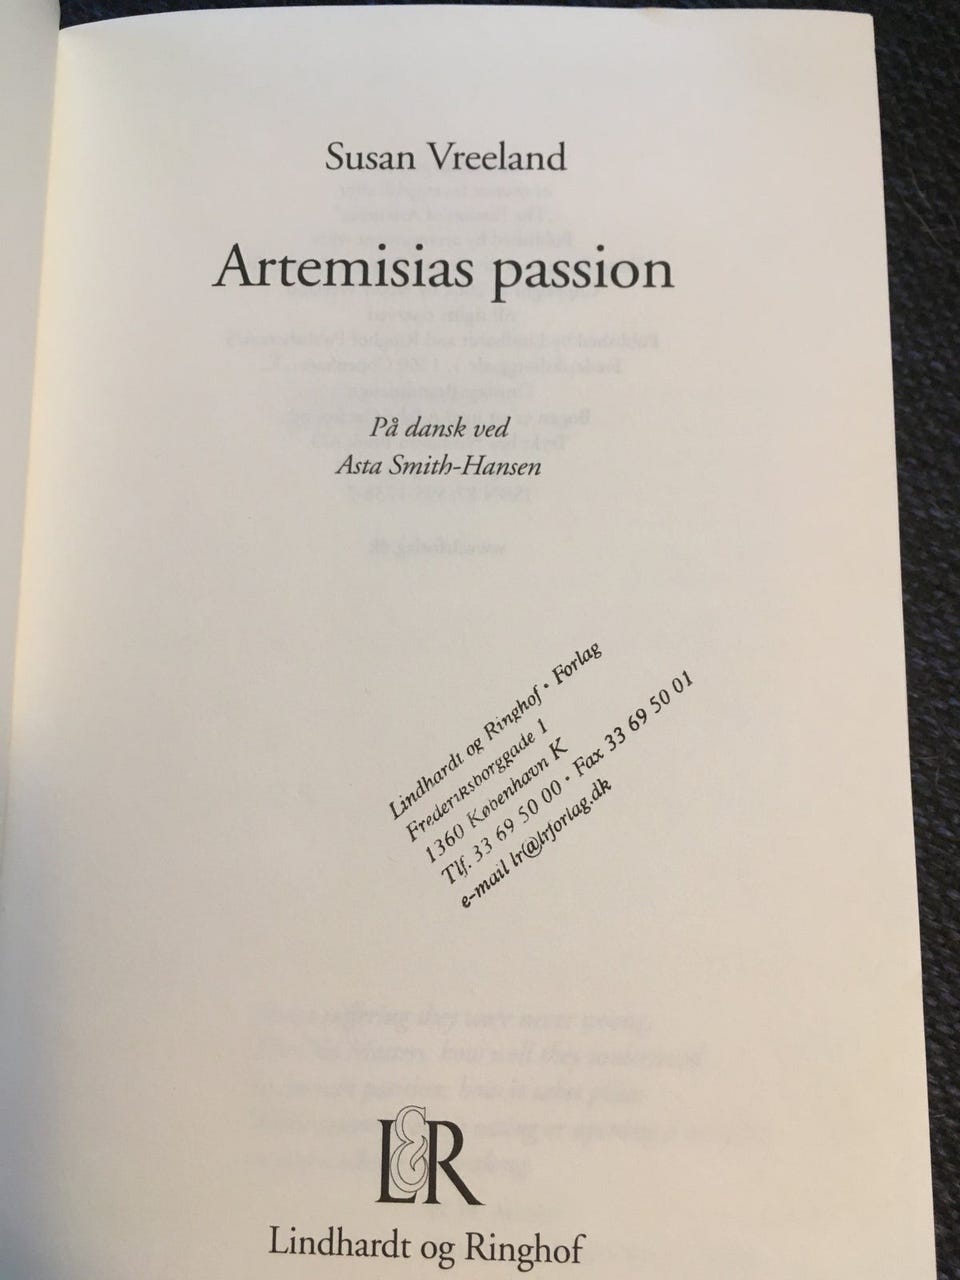 Susan Vreeland
Artemisias passion
På dansk ved
Asta Smith-Hansen
Lindhardt og Ringhof • Forlag
Frederiksborggade 1
1360 København K
Tlf. 33 69 50 00 • Fax 33 69 50 01
e-mail lr@lrforlag.dk
L&R
Lindhardt og Ringhof